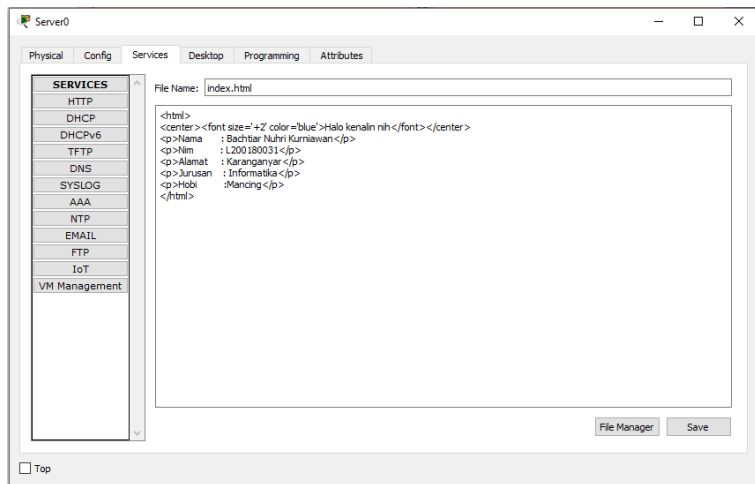 Server0
Physical Config Services Desktop Programming Attributes
SERVICES
HTTP
DHCP
DHCPv6
TFTP
DNS
SYSLOG
AAA
NTP
EMAIL
FTP
IoT
VM Management
File Name: index.html
<html>
<center><font size='+2' color='blue'>Halo kenalin nih</font></center>
<p>Nama : Bachtiar Nuhri Kurniawan</p>
<p>Nim : L200180031</p>
<p>Alamat : Karanganyar</p>
<p>Jurusan : Informatika</p>
<p>Hobi :Mancing</p>
</html>
File Manager Save
Top